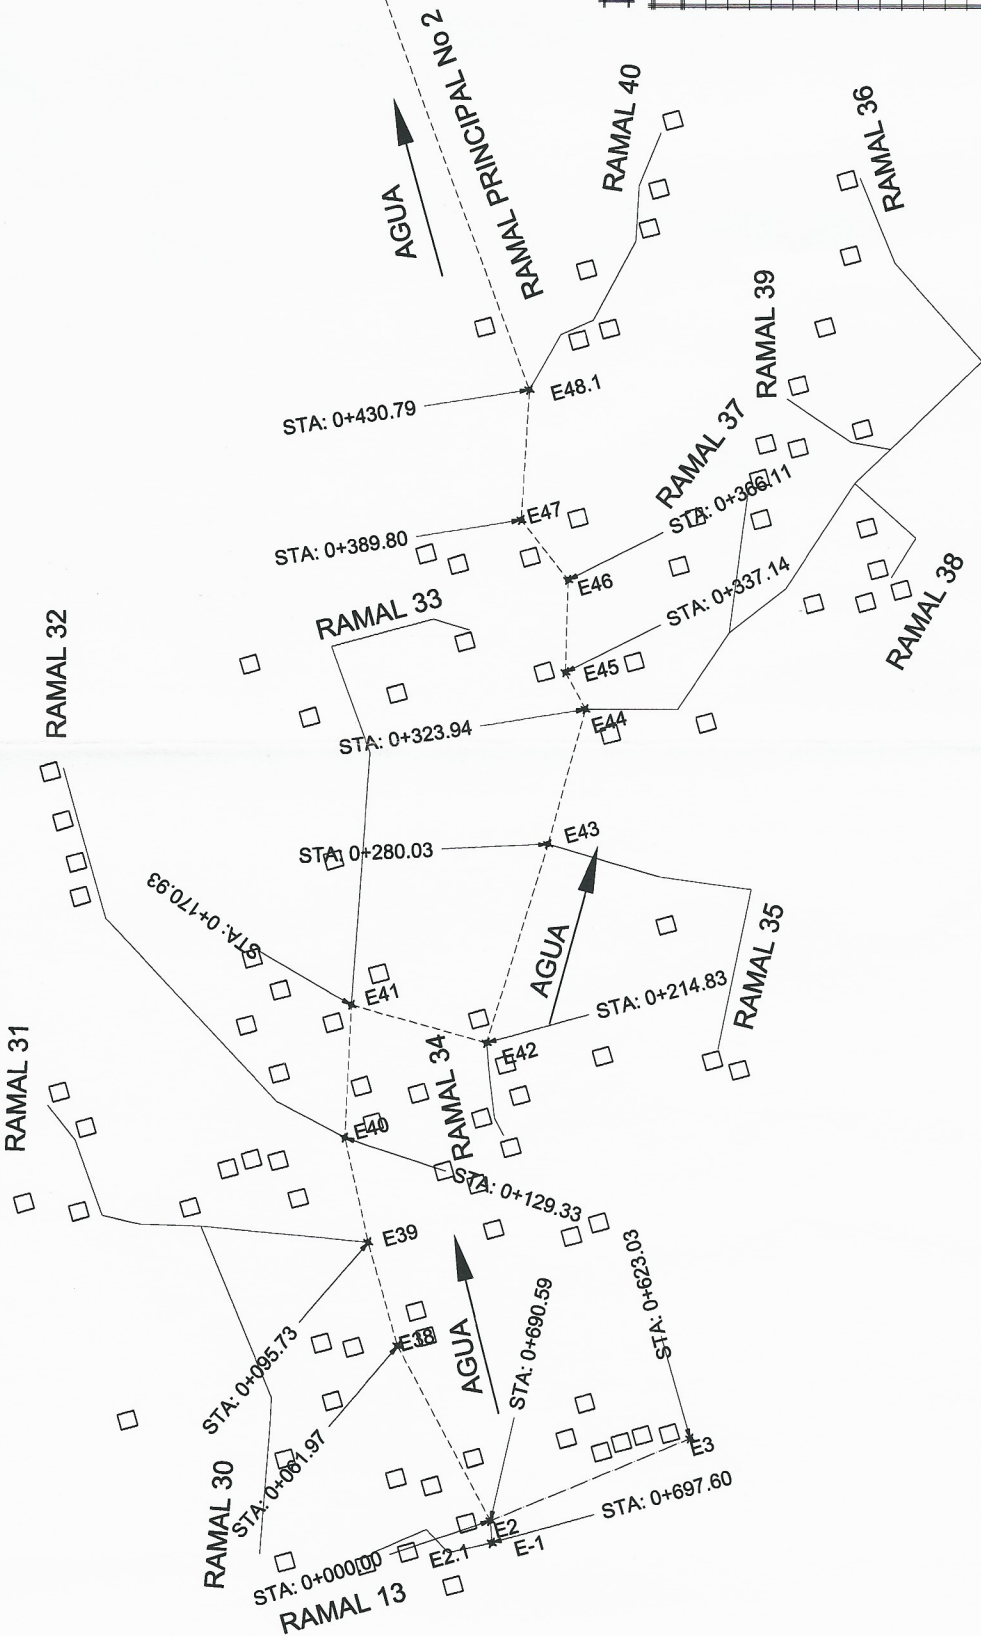 RAMAL PRINCIPAL No 2
AGUA
RAMAL 40
RAMAL 36
RAMAL 39
STA: 0+430.79
E48.1
RAMAL 37
STA: 0+366.11
E47
STA: 0+389.80
E46
STA: 0+337.14
RAMAL 38
RAMAL 33
RAMAL 32
E45
E44
STA: 0+323.94
E43
STA: 0+280.03
STA: 0+170.93
AGUA
RAMAL 35
STA: 0+214.83
E41
E42
RAMAL 34
RAMAL 31
E40
STA: 0+129.33
E39
STA: 0+623.03
E38
STA: 0+095.73
AGUA
STA: 0+690.59
STA: 0+061.97
RAMAL 30
E3
STA: 0+697.60
E2
E-1
E2.1
STA: 0+000.00
RAMAL 13